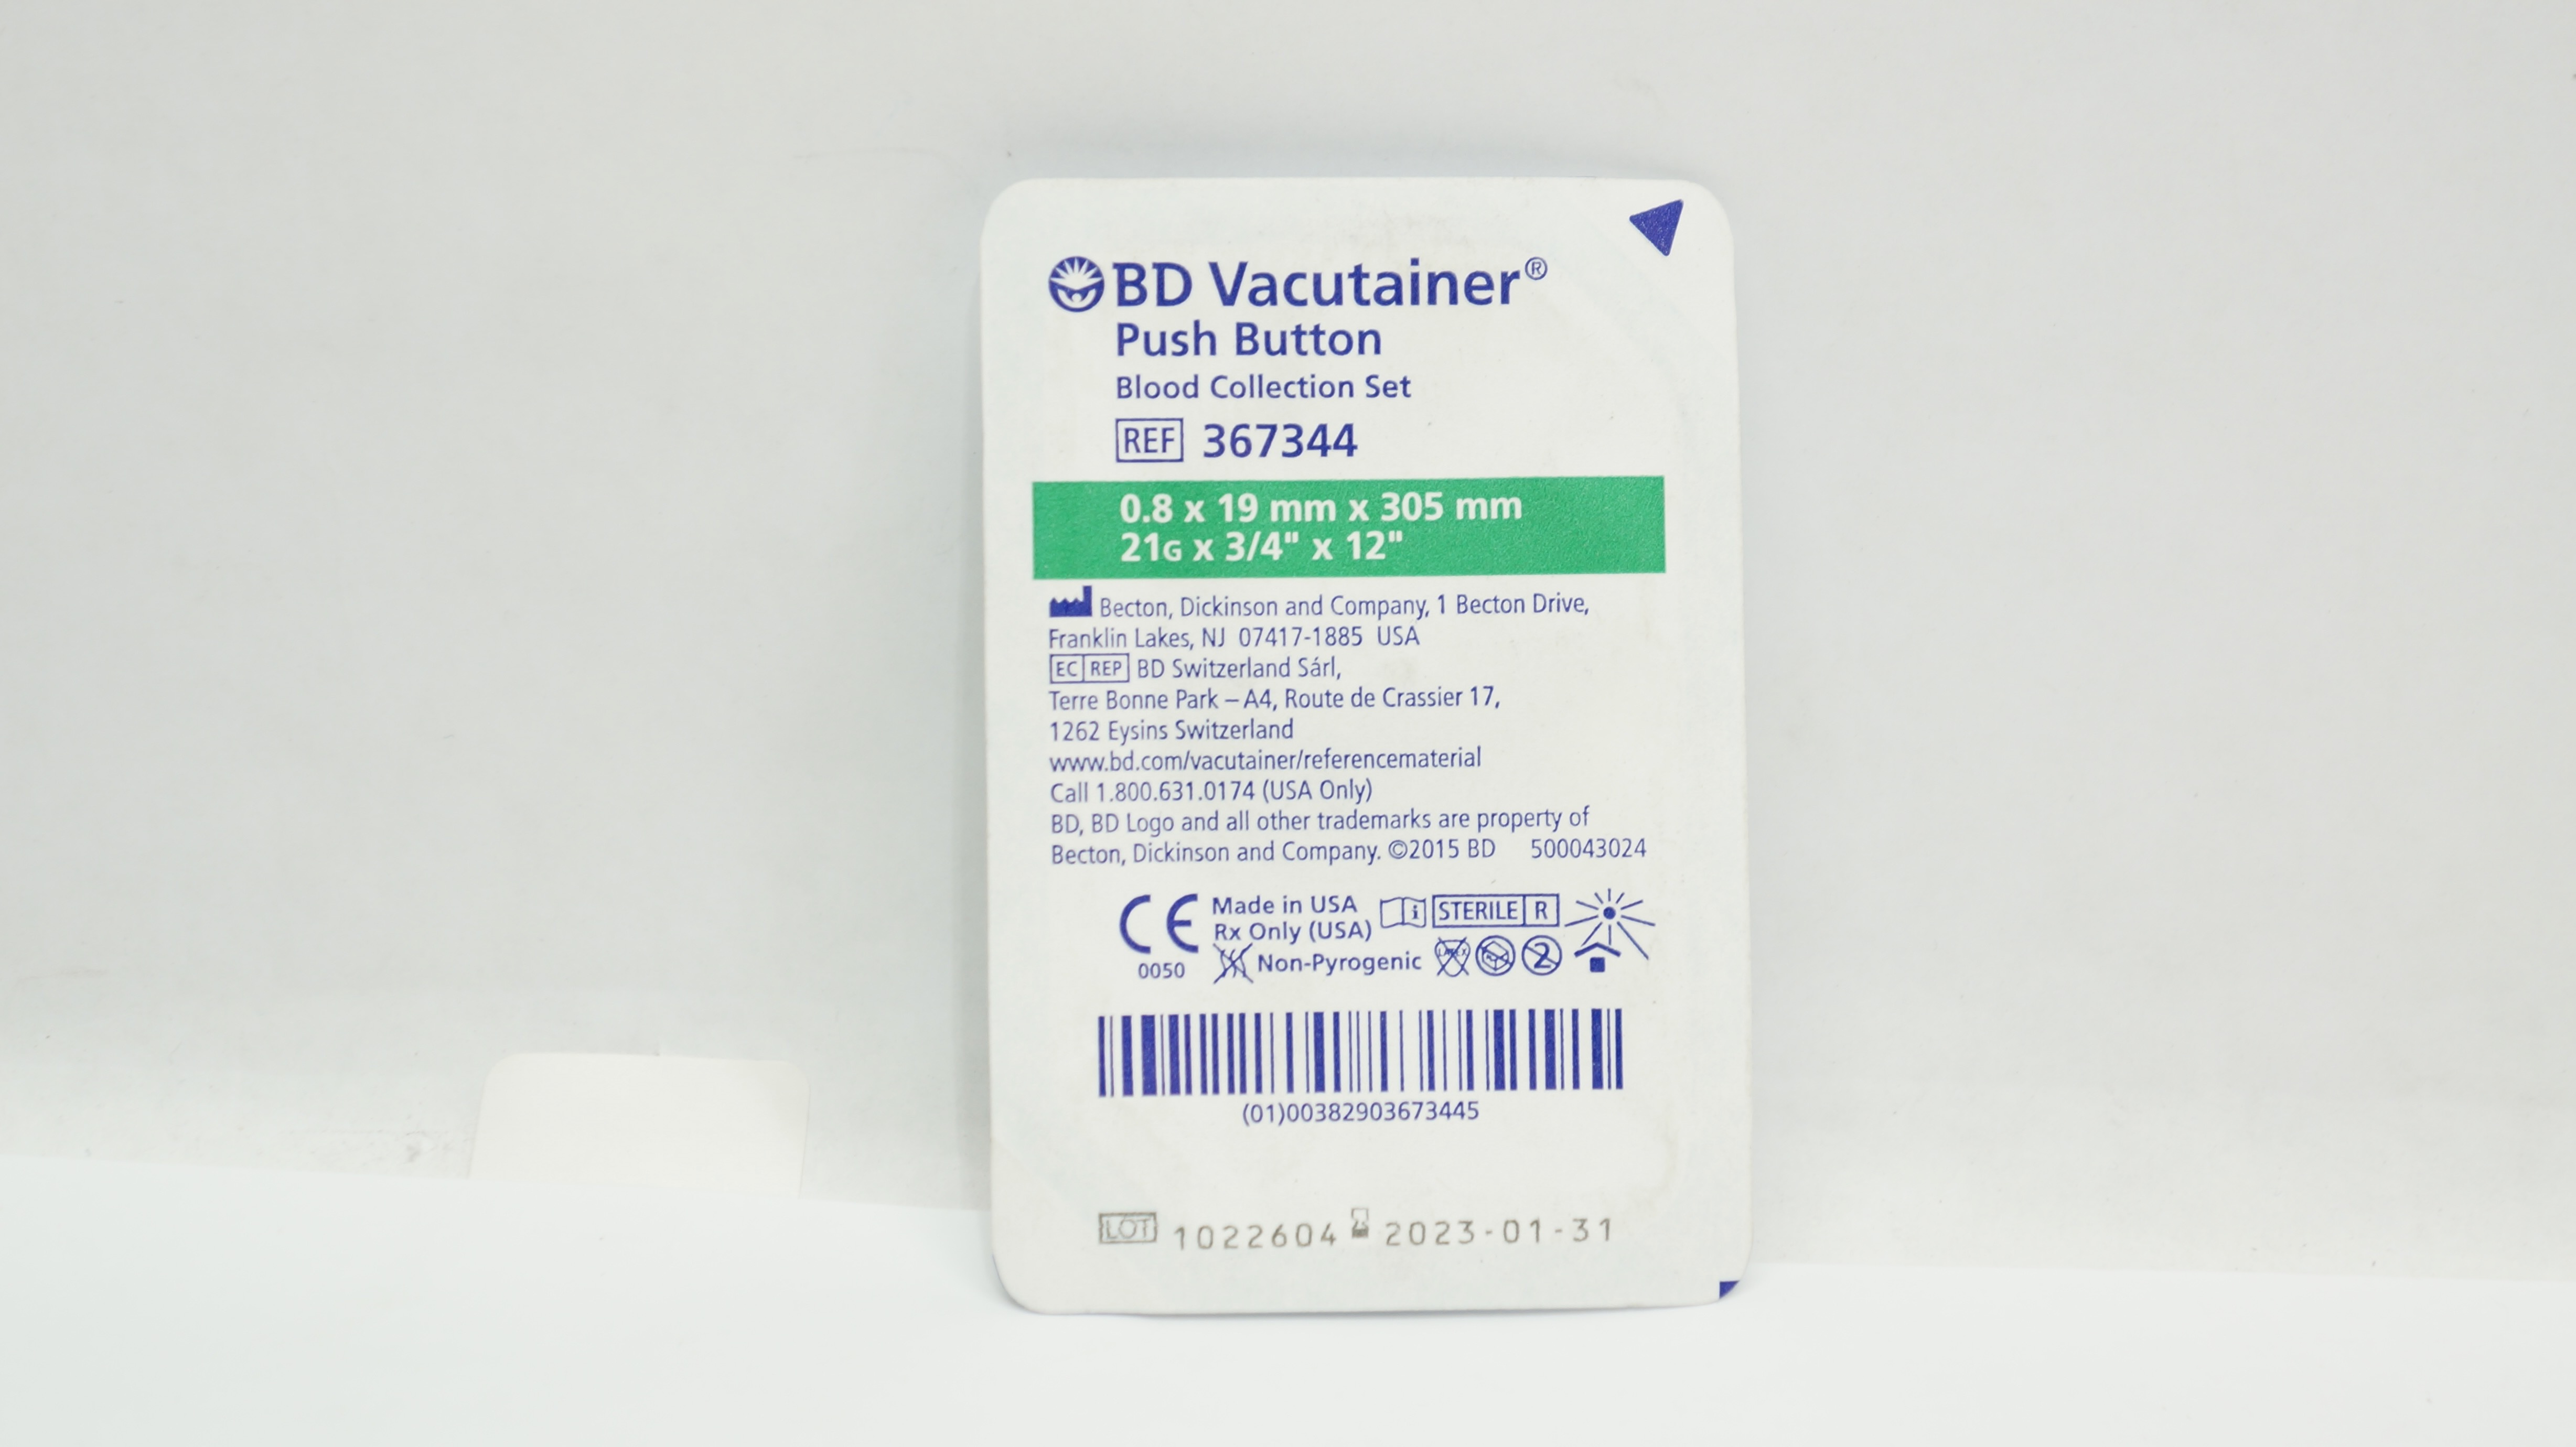 BD Vacutainer®
Push Button
Blood Collection Set
REF 367344
0.8 x 19 mm x 305 mm
21G x 3/4" x 12"
Becton, Dickinson and Company, 1 Becton Drive,
Franklin Lakes, NJ 07417-1885 USA
EC REP BD Switzerland Sárl,
Terre Bonne Park – A4, Route de Crassier 17,
1262 Eysins Switzerland
www.bd.com/vacutainer/referencematerial
Call 1.800.631.0174 (USA Only)
BD, BD Logo and all other trademarks are property of
Becton, Dickinson and Company. ©2015 BD 500043024
CE 0050
Made in USA
Rx Only (USA)
i STERILE R
Non-Pyrogenic LATEX 2
(01)00382903673445
LOT 1022604 2023-01-31